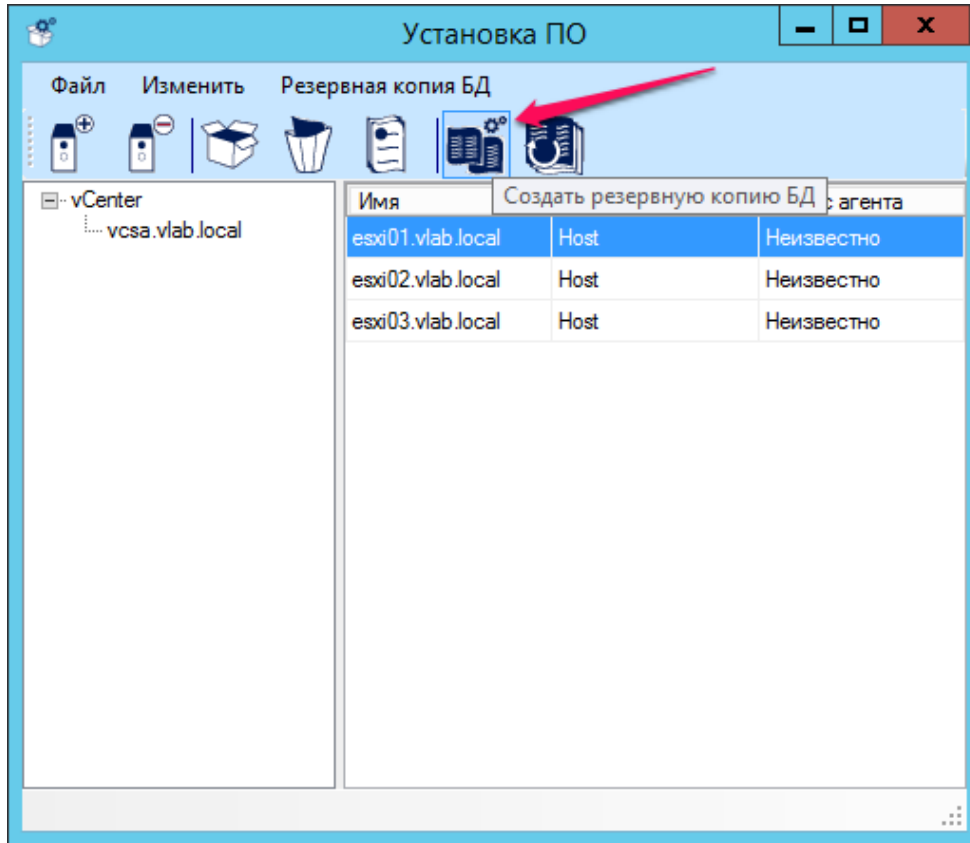 Установка ПО
Файл Изменить Резервная копия БД
vCenter
vcsa.vlab.local
Имя Создать резервную копию БД с агента
esxi01.vlab.local Host Неизвестно
esxi02.vlab.local Host Неизвестно
esxi03.vlab.local Host Неизвестно